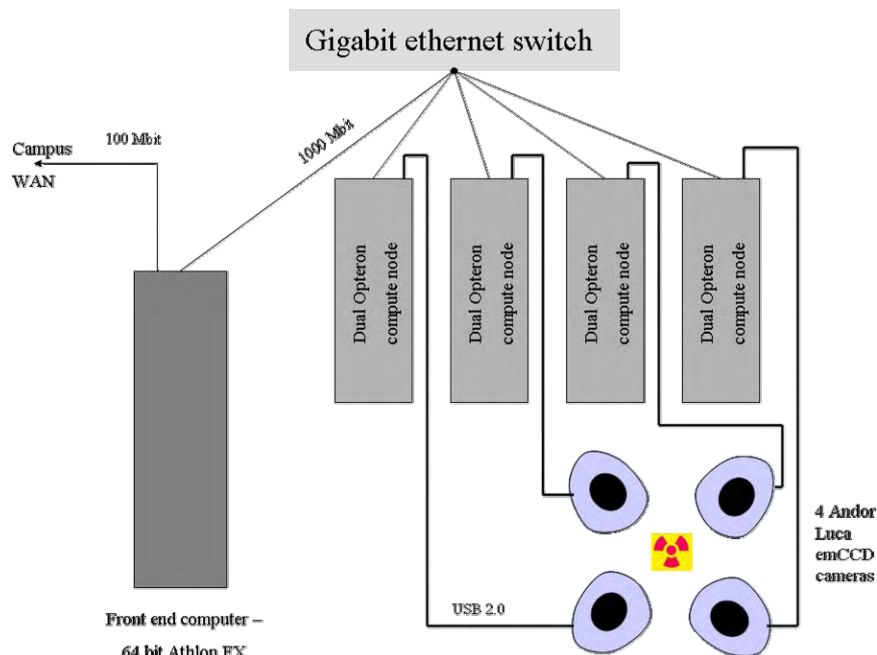 Gigabit ethernet switch
100 Mbit
1000 Mbit
Campus
WAN
Dual Opteron
compute node
Dual Opteron
compute node
Dual Opteron
compute node
Dual Opteron
compute node
4 Andor
Luca
emCCD
cameras
USB 2.0
Front end computer –
64 bit Athlon FX